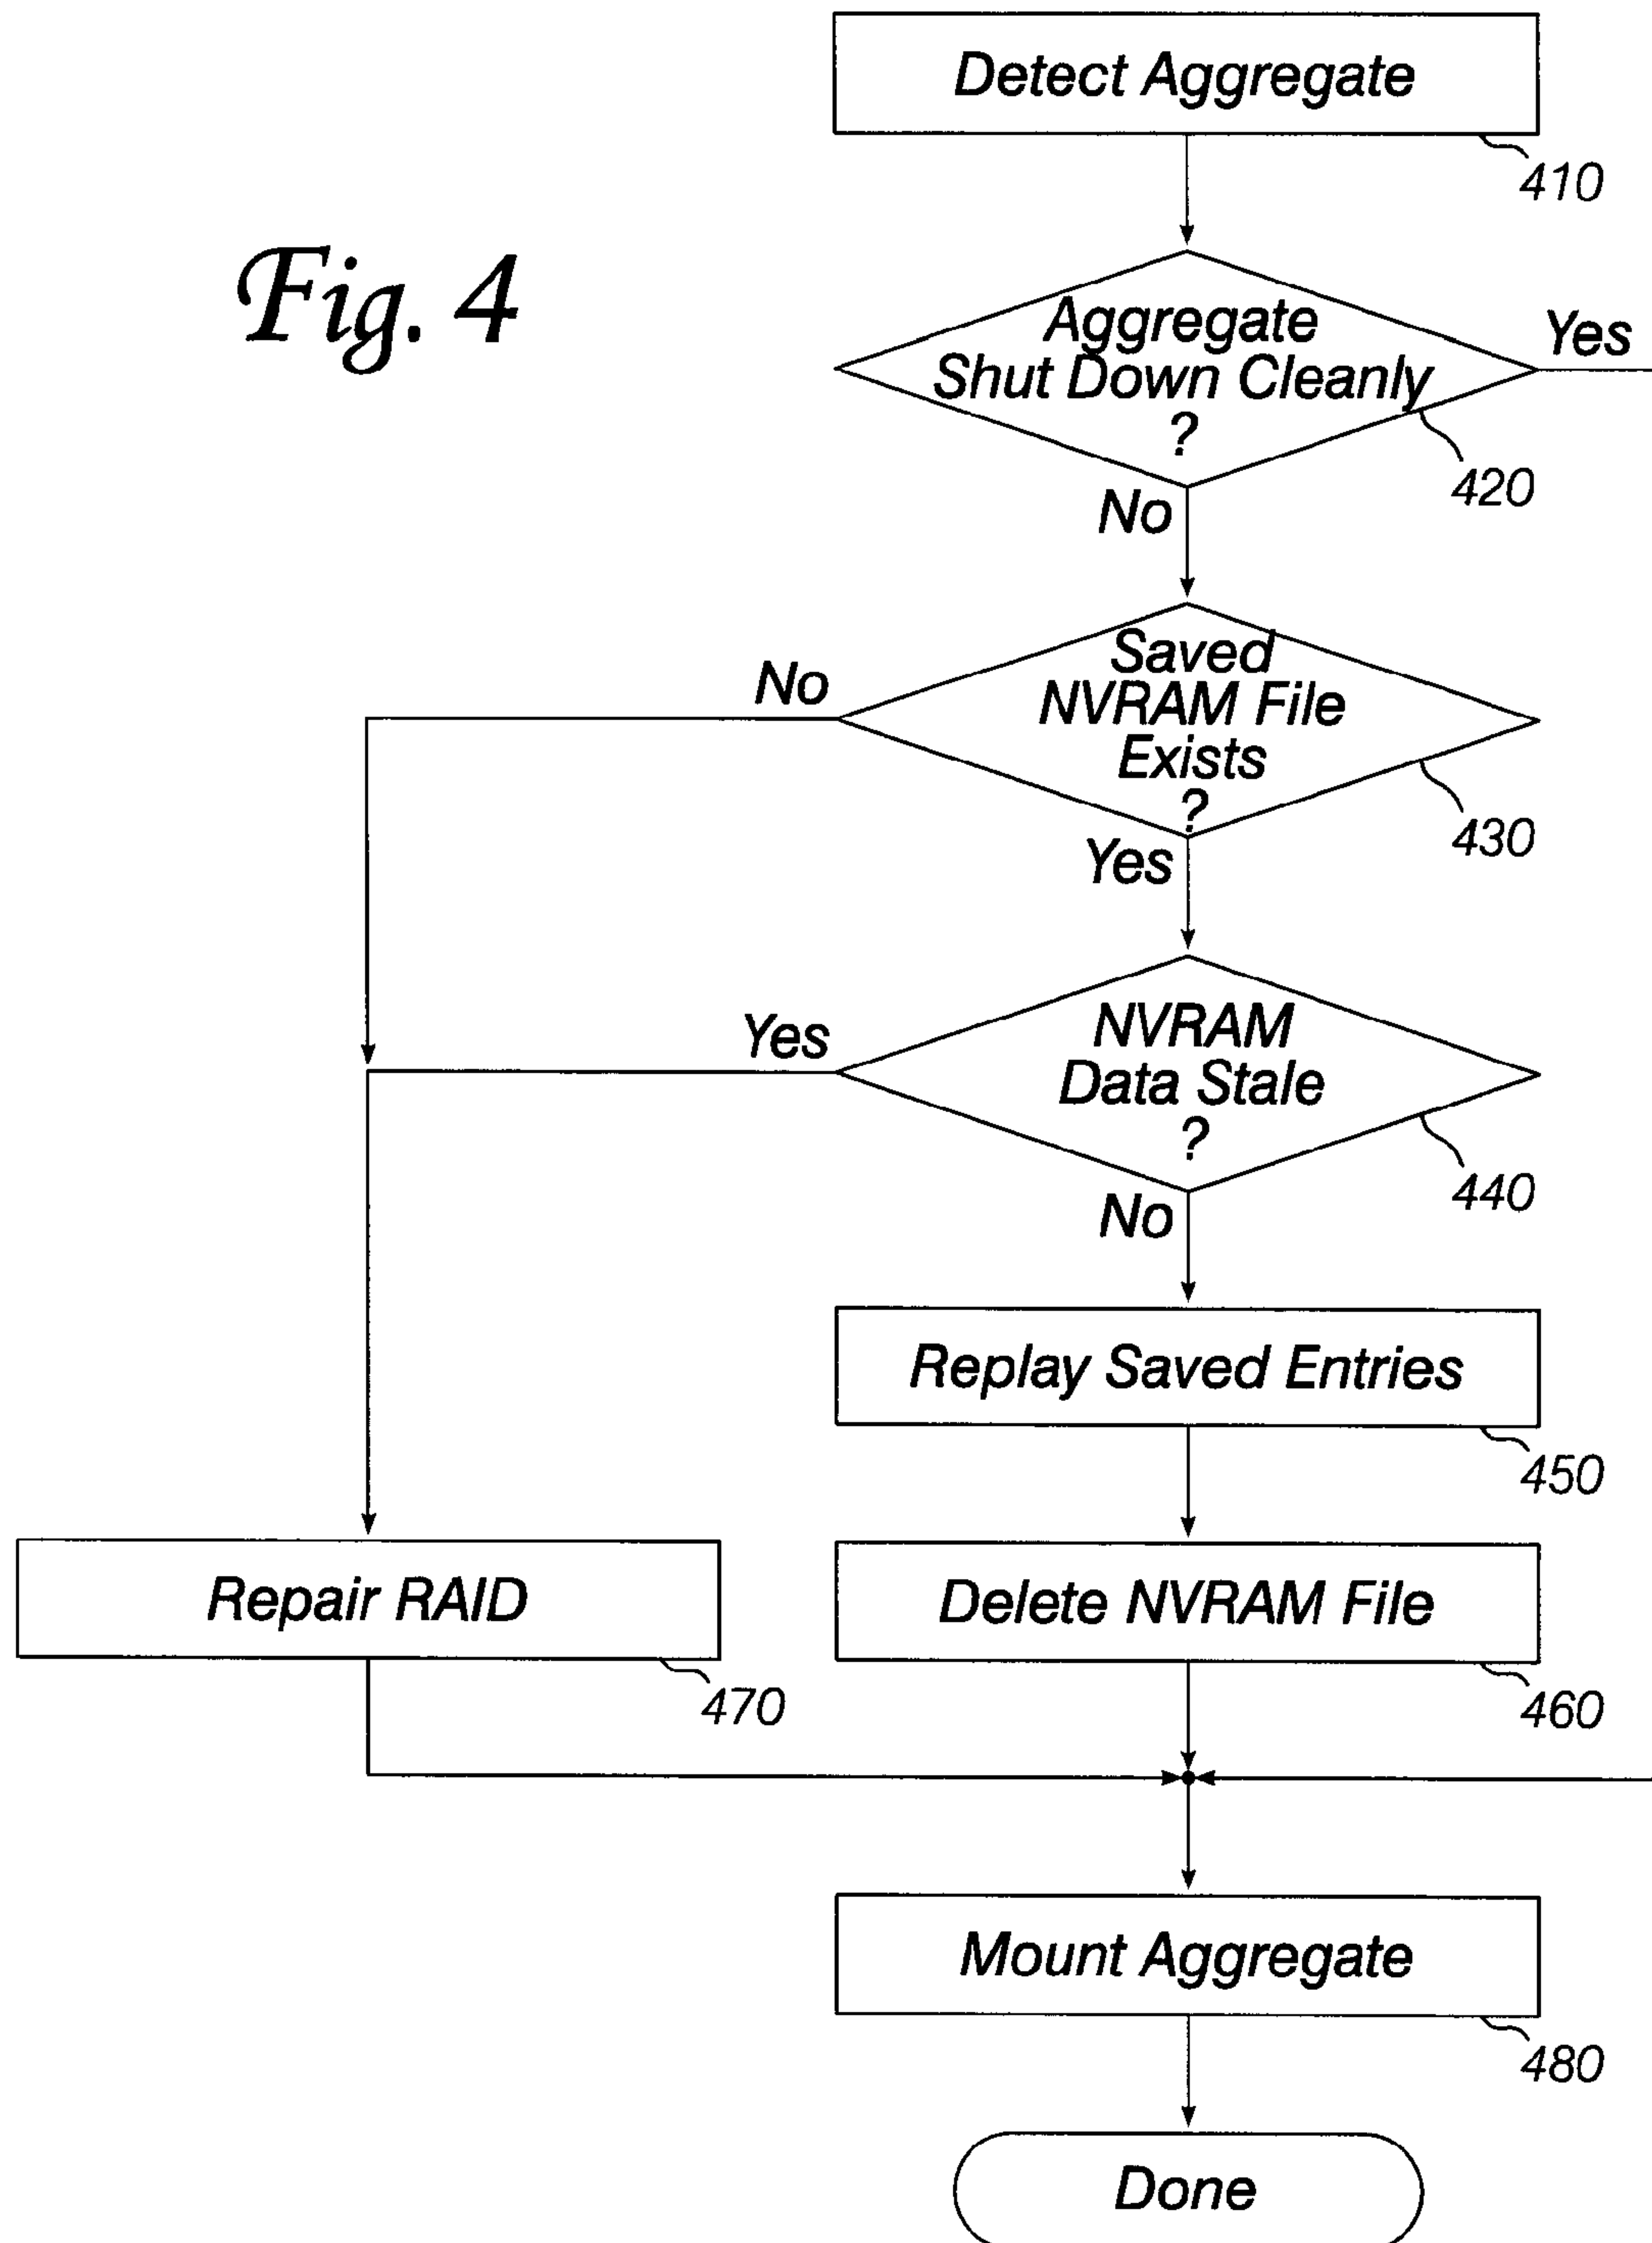 Detect Aggregate
410
Fig. 4
Aggregate
Shut Down Cleanly
?
Yes
420
No
Saved
NVRAM File
Exists
?
No
430
Yes
NVRAM
Data Stale
?
Yes
440
No
Replay Saved Entries
450
Repair RAID
470
Delete NVRAM File
460
Mount Aggregate
480
Done